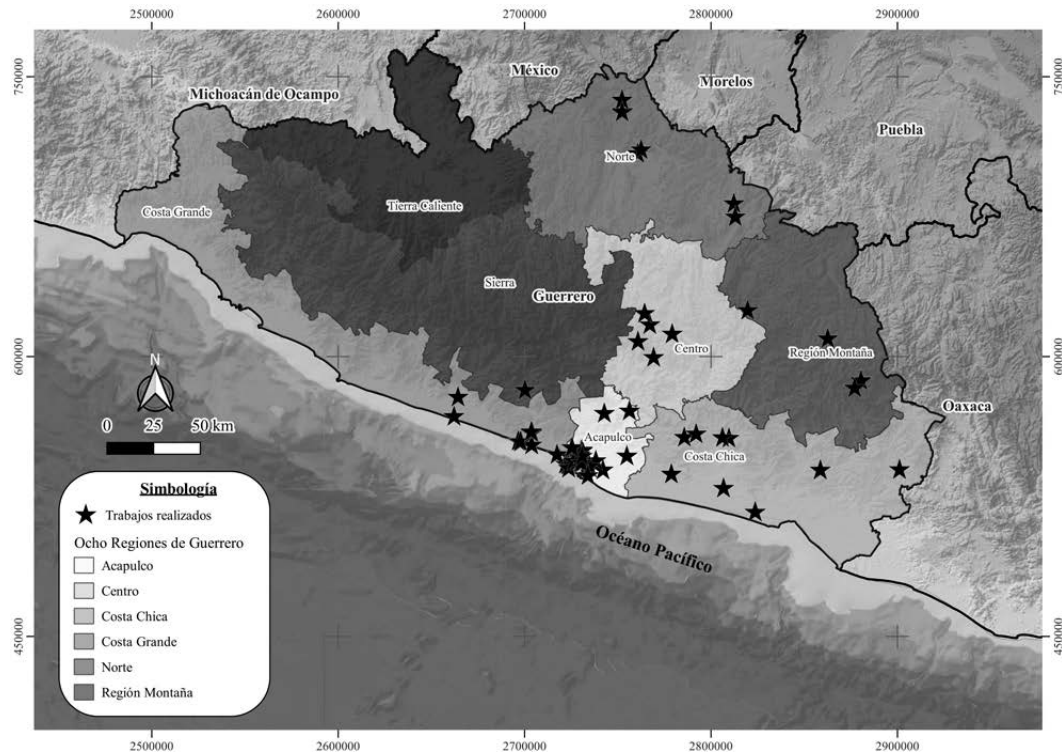 2500000 2600000 2700000 2800000 2900000
750000 750000
México
Morelos
Michoacán de Ocampo
Puebla
Norte
Tierra Caliente
Costa Grande
Sierra
Guerrero
Centro
Región Montaña
600000 600000
N
Oaxaca
0 25 50 km
Acapulco
Costa Chica
Simbología
Trabajos realizados
Ocho Regiones de Guerrero
Acapulco
Centro
Costa Chica
Costa Grande
Norte
Región Montaña
Océano Pacífico
450000 450000
2500000 2600000 2700000 2800000 2900000